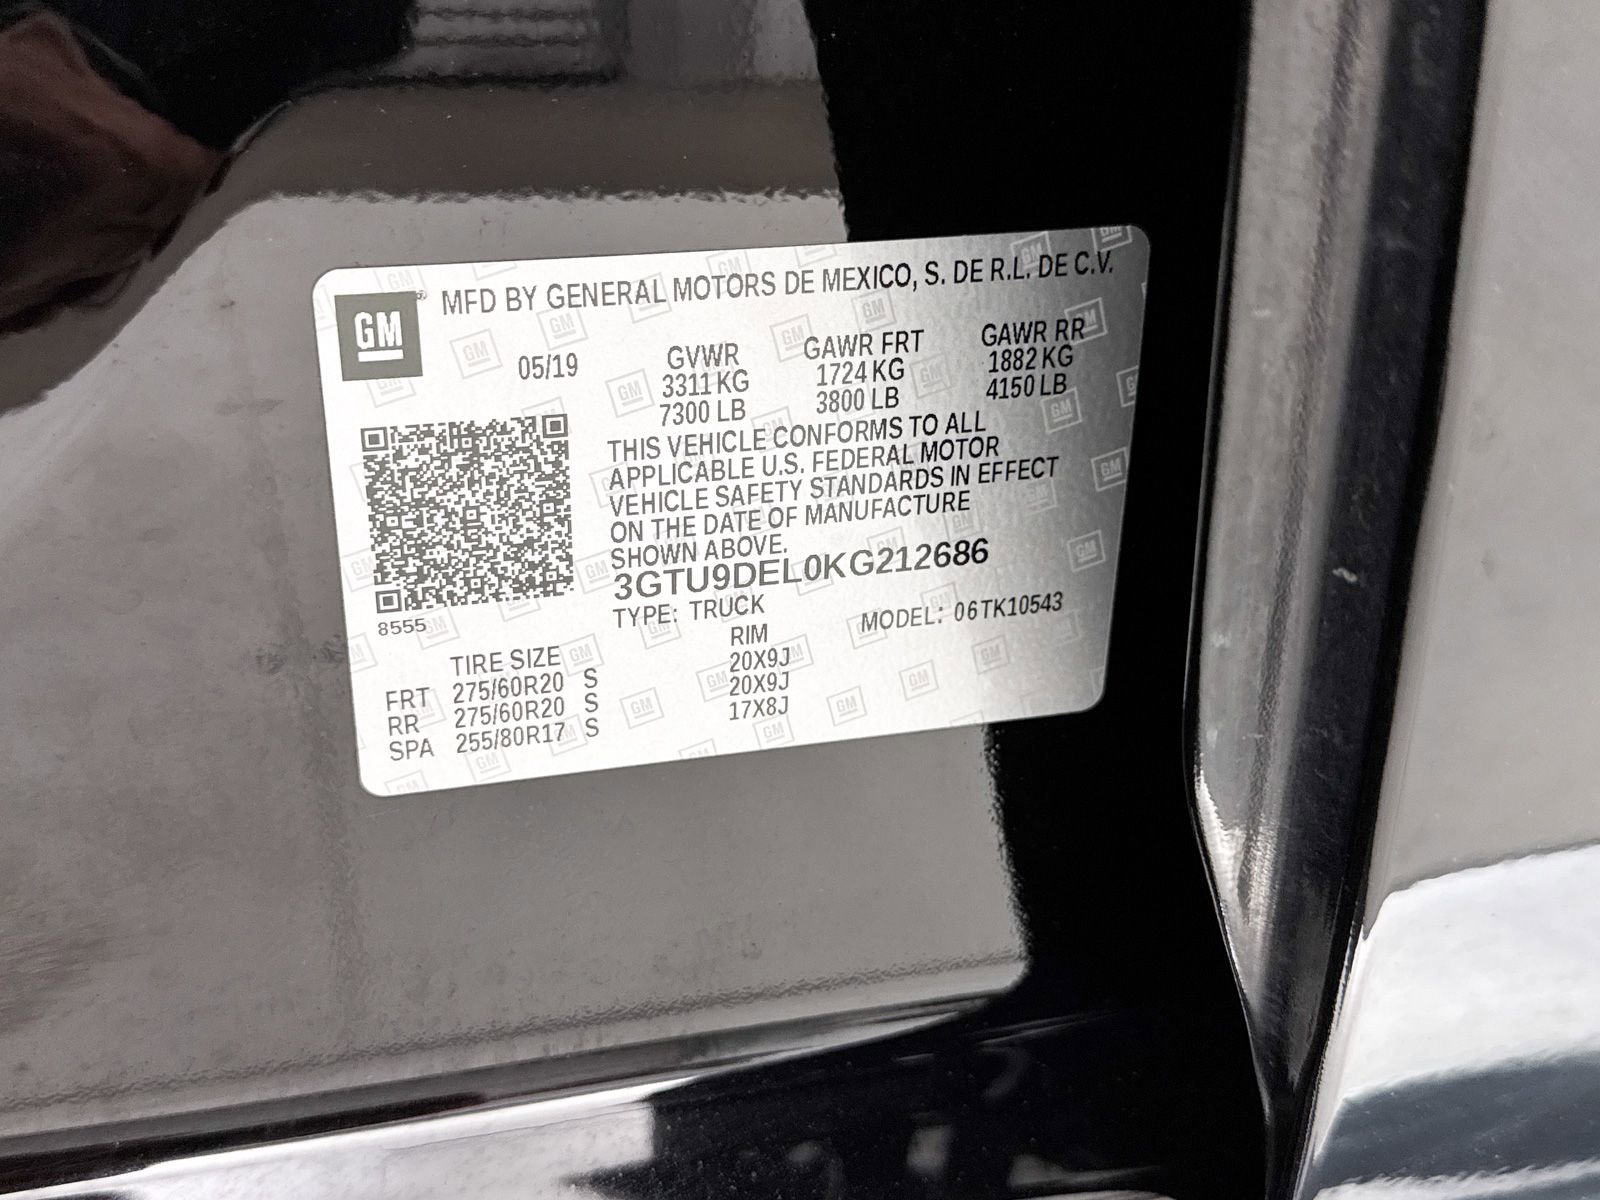 GM® MFD BY GENERAL MOTORS DE MEXICO, S. DE R.L. DE C.V.
05/19 GVWR GAWR FRT GAWR RR
3311 KG 1724 KG 1882 KG
7300 LB 3800 LB 4150 LB
THIS VEHICLE CONFORMS TO ALL
APPLICABLE U.S. FEDERAL MOTOR
VEHICLE SAFETY STANDARDS IN EFFECT
ON THE DATE OF MANUFACTURE
SHOWN ABOVE.
3GTU9DEL0KG212686
8555 TYPE: TRUCK MODEL: 06TK10543
TIRE SIZE RIM
FRT 275/60R20 S 20X9J
RR 275/60R20 S 20X9J
SPA 255/80R17 S 17X8J